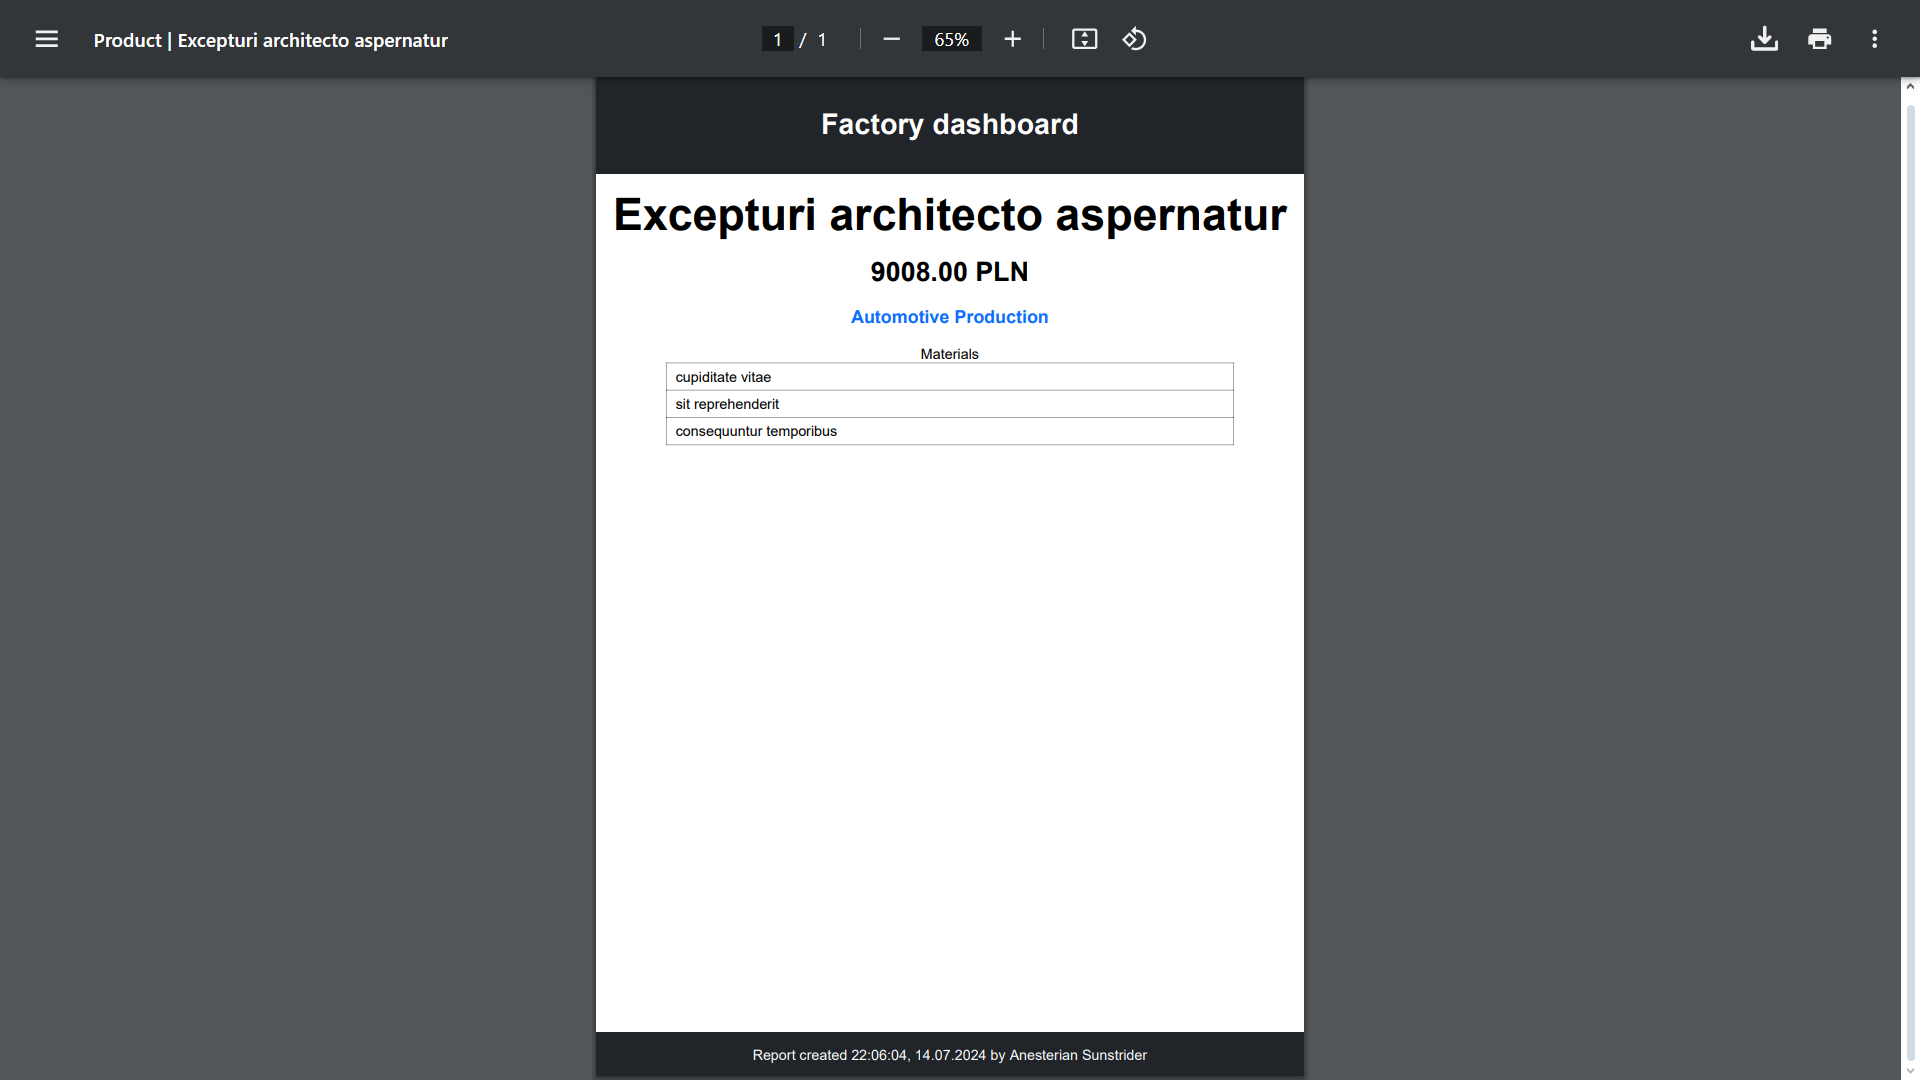 Product | Excepturi architecto aspernatur
1 / 1
65%
Factory dashboard
Excepturi architecto aspernatur
9008.00 PLN
Automotive Production
Materials
cupiditate vitae
sit reprehenderit
consequuntur temporibus
Report created 22:06:04, 14.07.2024 by Anesterian Sunstrider